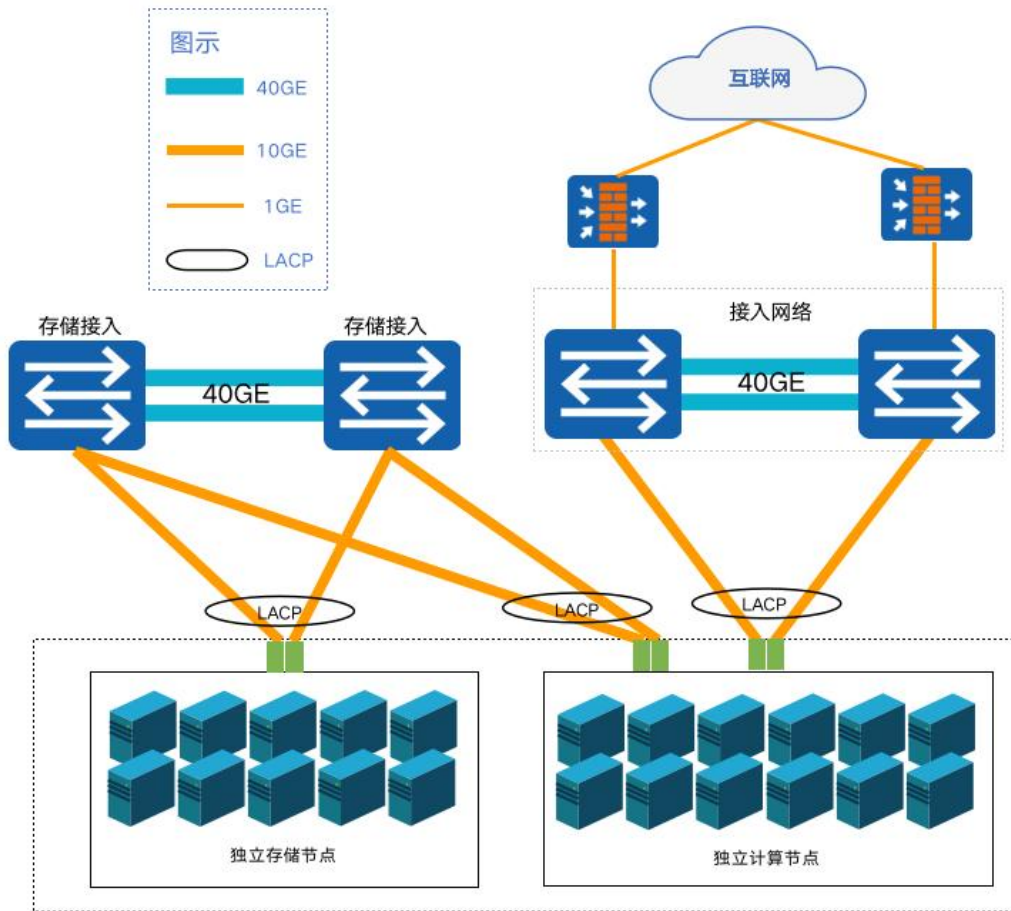 图示
40GE
10GE
1GE
LACP
互联网
存储接入
存储接入
接入网络
40GE
40GE
LACP
LACP
LACP
独立存储节点
独立计算节点